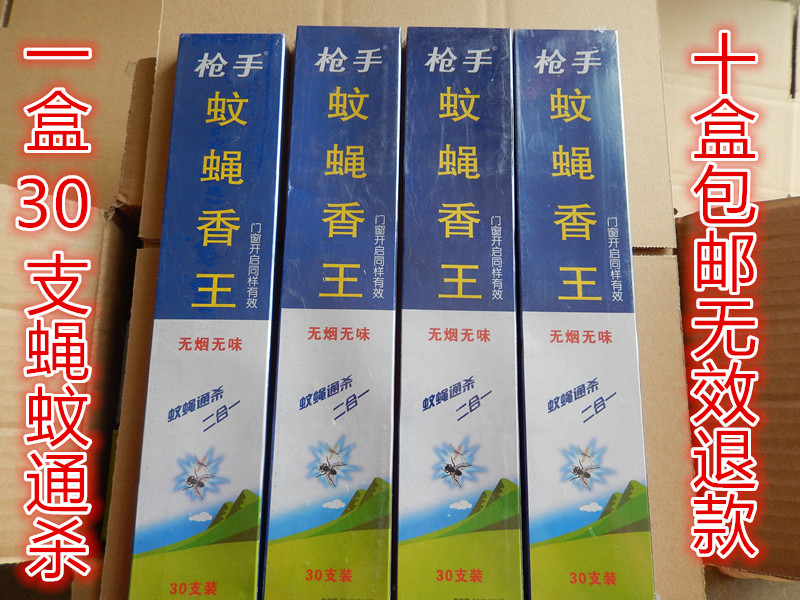 一盒30支蝇蚊通杀
枪手®
蚊蝇香王
门窗开启同样有效
无烟无味
蚊蝇通杀
二合一
30支装
枪手®
蚊蝇香王
门窗开启同样有效
无烟无味
蚊蝇通杀
二合一
30支装
枪手®
蚊蝇香王
门窗开启同样有效
无烟无味
蚊蝇通杀
二合一
30支装
枪手®
蚊蝇香王
门窗开启同样有效
无烟无味
蚊蝇通杀
二合一
30支装
十盒包邮无效退款